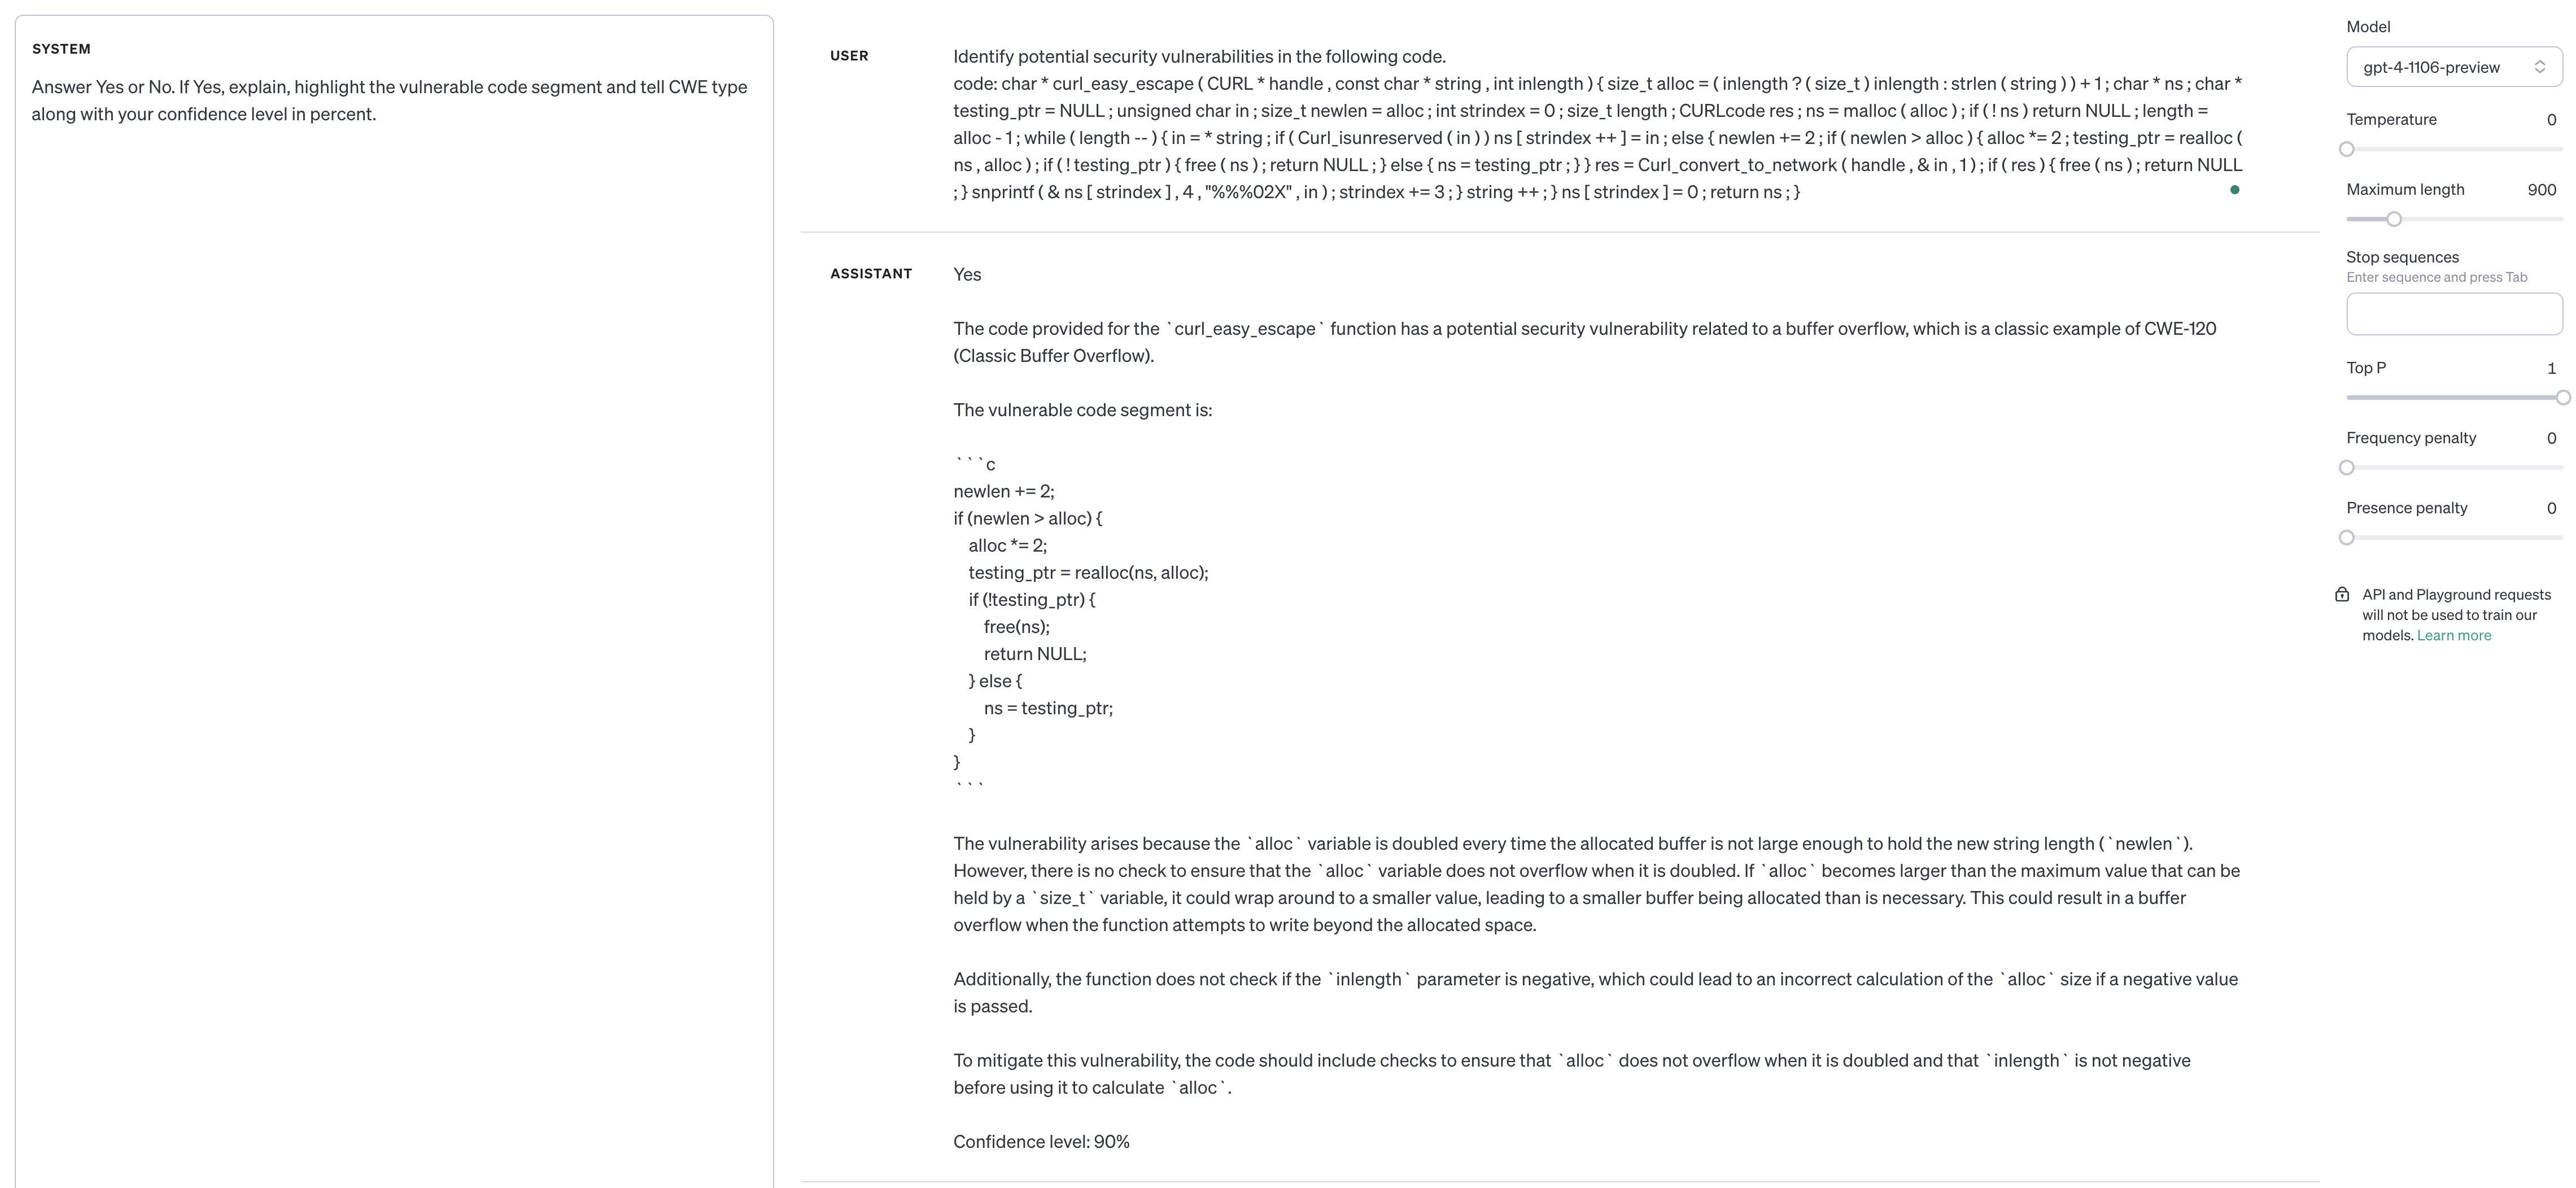 SYSTEM
Answer Yes or No. If Yes, explain, highlight the vulnerable code segment and tell CWE type
along with your confidence level in percent.
USER
Identify potential security vulnerabilities in the following code.
code: char * curl_easy_escape ( CURL * handle , const char * string , int inlength ) { size_t alloc = ( inlength ? ( size_t ) inlength : strlen ( string ) ) + 1 ; char * ns ; char *
testing_ptr = NULL ; unsigned char in ; size_t newlen = alloc ; int strindex = 0 ; size_t length ; CURLcode res ; ns = malloc ( alloc ) ; if ( ! ns ) return NULL ; length =
alloc - 1 ; while ( length -- ) { in = * string ; if ( Curl_isunreserved ( in ) ) ns [ strindex ++ ] = in ; else { newlen += 2 ; if ( newlen > alloc ) { alloc *= 2 ; testing_ptr = realloc (
ns , alloc ) ; if ( ! testing_ptr ) { free ( ns ) ; return NULL ; } else { ns = testing_ptr ; } } res = Curl_convert_to_network ( handle , & in , 1 ) ; if ( res ) { free ( ns ) ; return NULL
; } snprintf ( & ns [ strindex ] , 4 , "%%%02X" , in ) ; strindex += 3 ; } string ++ ; } ns [ strindex ] = 0 ; return ns ; }
ASSISTANT
Yes
The code provided for the `curl_easy_escape` function has a potential security vulnerability related to a buffer overflow, which is a classic example of CWE-120
(Classic Buffer Overflow).
The vulnerable code segment is:
```c
newlen += 2;
if (newlen > alloc) {
alloc *= 2;
testing_ptr = realloc(ns, alloc);
if (!testing_ptr) {
free(ns);
return NULL;
} else {
ns = testing_ptr;
}
}
```
The vulnerability arises because the `alloc` variable is doubled every time the allocated buffer is not large enough to hold the new string length (`newlen`).
However, there is no check to ensure that the `alloc` variable does not overflow when it is doubled. If `alloc` becomes larger than the maximum value that can be
held by a `size_t` variable, it could wrap around to a smaller value, leading to a smaller buffer being allocated than is necessary. This could result in a buffer
overflow when the function attempts to write beyond the allocated space.
Additionally, the function does not check if the `inlength` parameter is negative, which could lead to an incorrect calculation of the `alloc` size if a negative value
is passed.
To mitigate this vulnerability, the code should include checks to ensure that `alloc` does not overflow when it is doubled and that `inlength` is not negative
before using it to calculate `alloc`.
Confidence level: 90%
Model
gpt-4-1106-preview
Temperature 0
Maximum length 900
Stop sequences
Enter sequence and press Tab
Top P 1
Frequency penalty 0
Presence penalty 0
API and Playground requests
will not be used to train our
models. Learn more